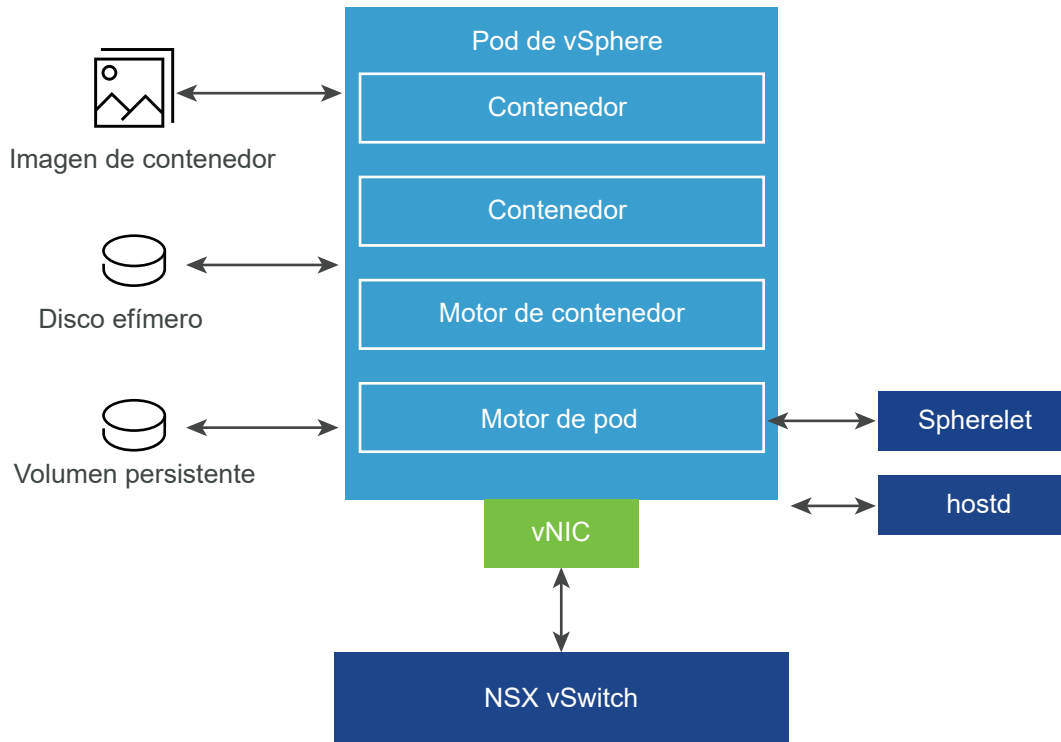 Pod de vSphere
Contenedor
Imagen de contenedor
Contenedor
Disco efímero
Motor de contenedor
Motor de pod
Spherelet
Volumen persistente
hostd
vNIC
NSX vSwitch